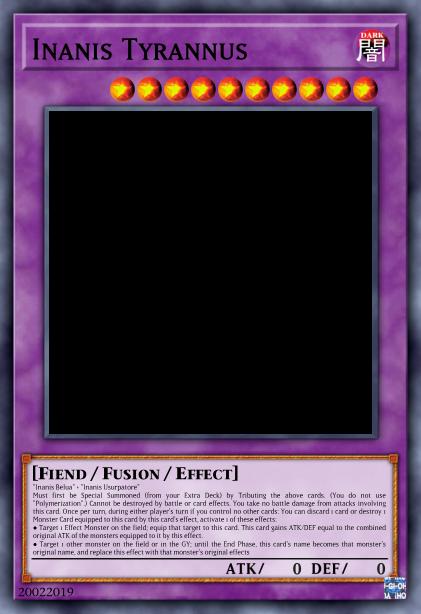 Inanis Tyrannus
DARK
闇
[Fiend / Fusion / Effect]
"Inanis Belua" + "Inanis Usurpatore"
Must first be Special Summoned (from your Extra Deck) by Tributing the above cards. (You do not use
"Polymerization".) Cannot be destroyed by battle or card effects. You take no battle damage from attacks involving
this card. Once per turn, during either player's turn if you control no other cards: You can discard 1 card or destroy 1
Monster Card equipped to this card by this card's effect, activate 1 of these effects:
● Target 1 Effect Monster on the field; equip that target to this card. This card gains ATK/DEF equal to the combined
original ATK of the monsters equipped to it by this effect.
● Target 1 other monster on the field or in the GY; until the End Phase, this card's name becomes that monster's
original name, and replace this effect with that monster's original effects
ATK/ 0 DEF/ 0
20022019